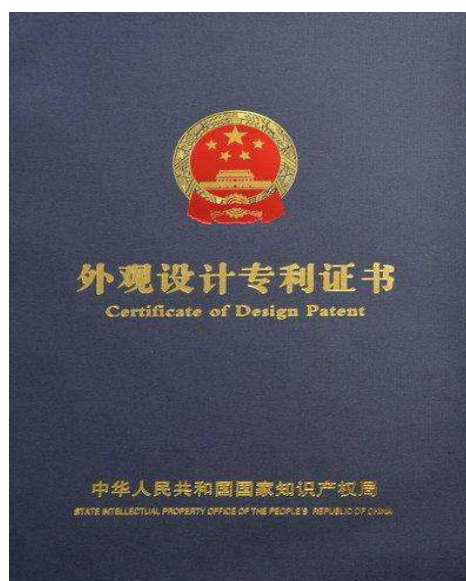 外观设计专利证书
Certificate of Design Patent
中华人民共和国国家知识产权局
STATE INTELLECTUAL PROPERTY OFFICE OF THE PEOPLE'S REPUBLIC OF CHINA